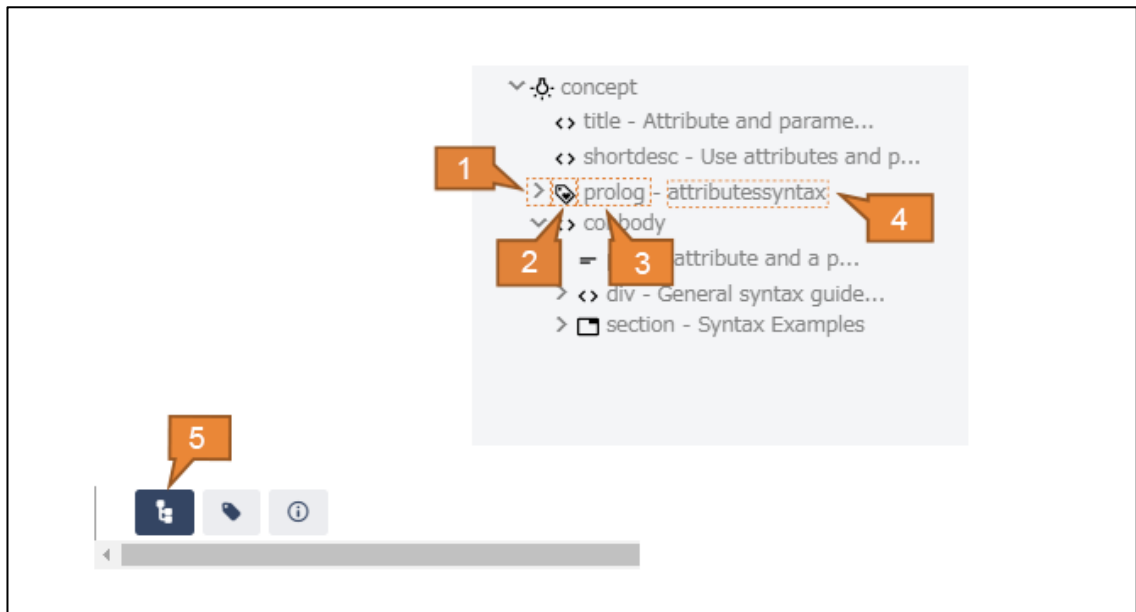 concept
title - Attribute and parame...
shortdesc - Use attributes and p...
1
prolog - attributessyntax
4
body
2
3
attribute and a p...
div - General syntax guide...
section - Syntax Examples
5